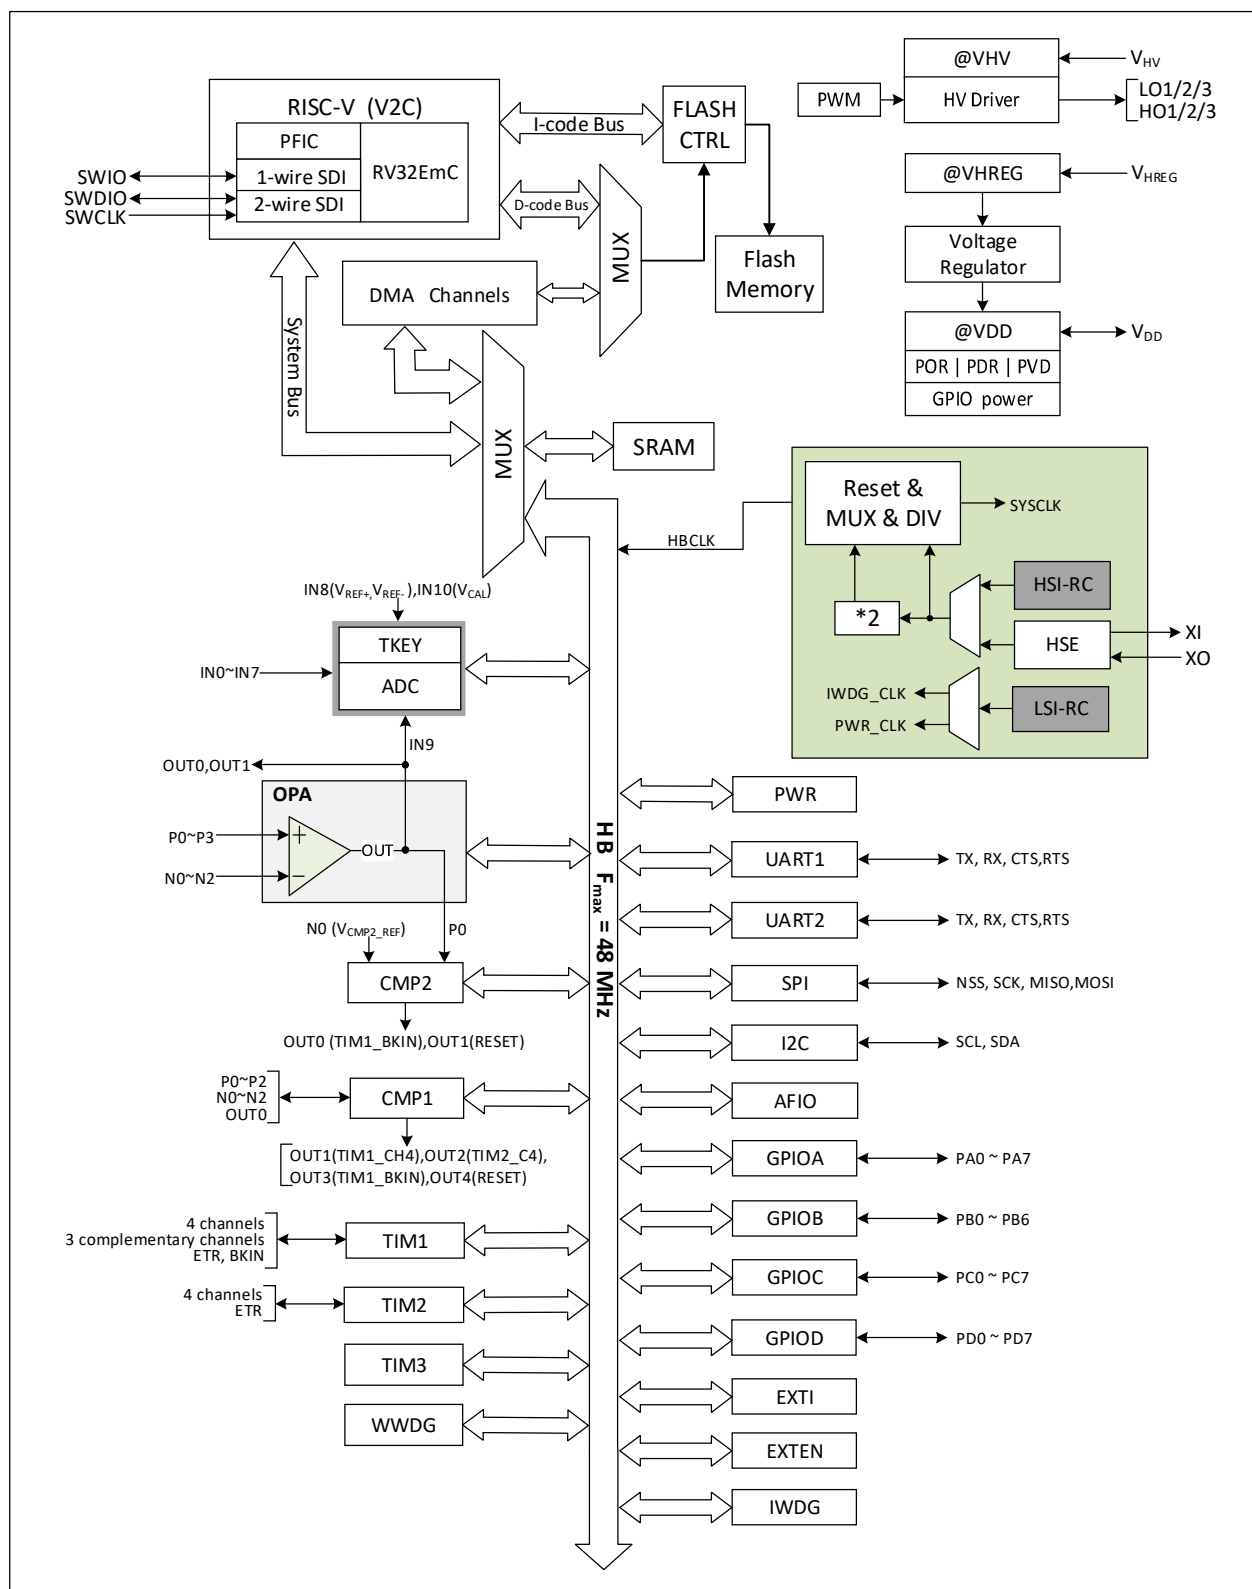 RISC-V (V2C)
PFIC
1-wire SDI
2-wire SDI
RV32EmC
SWIO
SWDIO
SWCLK
I-code Bus
D-code Bus
FLASH
CTRL
MUX
Flash
Memory
DMA Channels
System Bus
MUX
SRAM
PWM
@VHV
HV Driver
VHV
LO1/2/3
HO1/2/3
@VHREG
VHREG
Voltage
Regulator
@VDD
POR | PDR | PVD
GPIO power
VDD
Reset &
MUX & DIV
SYSCLK
HBCLK
*2
HSI-RC
HSE
XI
XO
IWDG_CLK
PWR_CLK
LSI-RC
IN8(VREF+,VREF-),IN10(VCAL)
TKEY
ADC
IN0~IN7
IN9
OUT0,OUT1
OPA
P0~P3
N0~N2
+
−
OUT
N0 (VCMP2_REF)
P0
CMP2
OUT0 (TIM1_BKIN),OUT1(RESET)
P0~P2
N0~N2
OUT0
CMP1
OUT1(TIM1_CH4),OUT2(TIM2_C4),
OUT3(TIM1_BKIN),OUT4(RESET)
4 channels
3 complementary channels
ETR, BKIN
TIM1
4 channels
ETR
TIM2
TIM3
WWDG
HB Fmax = 48 MHz
PWR
UART1
TX, RX, CTS,RTS
UART2
TX, RX, CTS,RTS
SPI
NSS, SCK, MISO,MOSI
I2C
SCL, SDA
AFIO
GPIOA
PA0 ~ PA7
GPIOB
PB0 ~ PB6
GPIOC
PC0 ~ PC7
GPIOD
PD0 ~ PD7
EXTI
EXTEN
IWDG